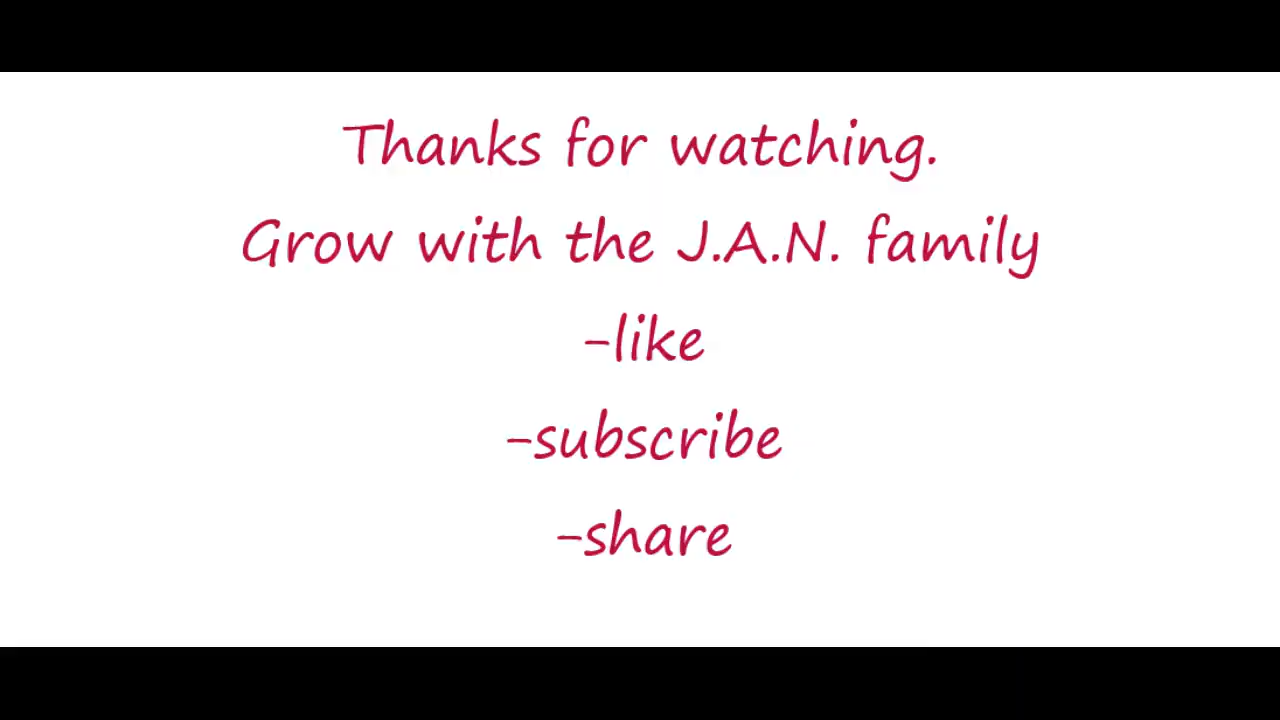 Thanks for watching.
Grow with the J.A.N. family
-like
-subscribe
-share